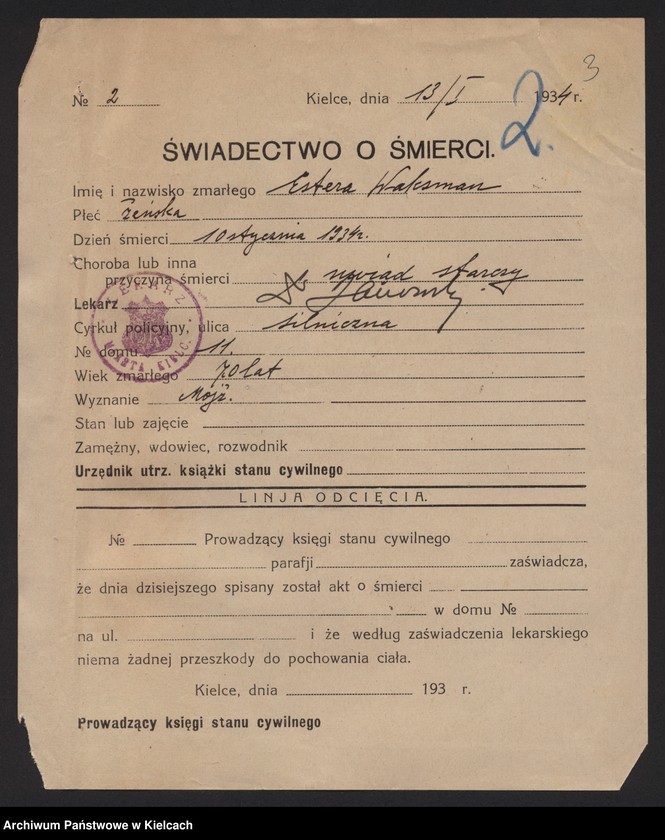 3
№ 2 Kielce, dnia 13/I 1934 r.
2.
ŚWIADECTWO O ŚMIERCI.
Imię i nazwisko zmarłego Estera Waksman
Płeć żeńska
Dzień śmierci 10 stycznia 1934 r.
Choroba lub inna
przyczyna śmierci uwiąd starczy
Lekarz Dr
LEKARZ MIASTA KIELC.
Cyrkuł policyjny, ulica silniczna
№ domu 11.
Wiek zmarłego 70 lat
Wyznanie Mojż.
Stan lub zajęcie
Zamężny, wdowiec, rozwodnik
Urzędnik utrz. książki stanu cywilnego
LINJA ODCIĘCIA.
№ Prowadzący księgi stanu cywilnego
parafji zaświadcza,
że dnia dzisiejszego spisany został akt o śmierci
w domu №
na ul. i że według zaświadczenia lekarskiego
niema żadnej przeszkody do pochowania ciała.
Kielce, dnia 193 r.
Prowadzący księgi stanu cywilnego
Archiwum Państwowe w Kielcach